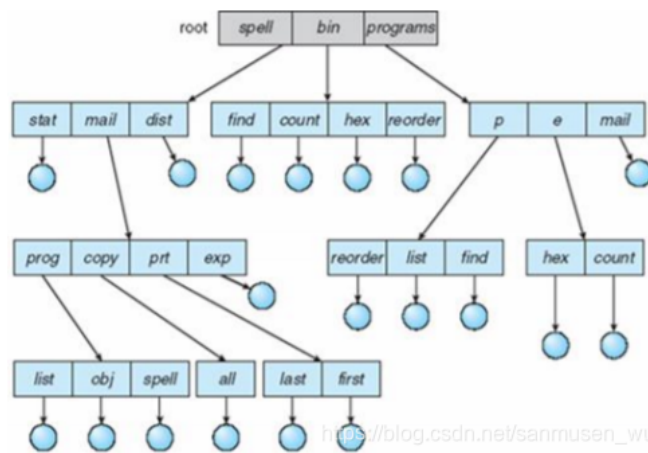 root spell bin programs
stat mail dist find count hex reorder p e mail
prog copy prt exp reorder list find hex count
list obj spell all last first
https://blog.csdn.net/sanmusen_wu